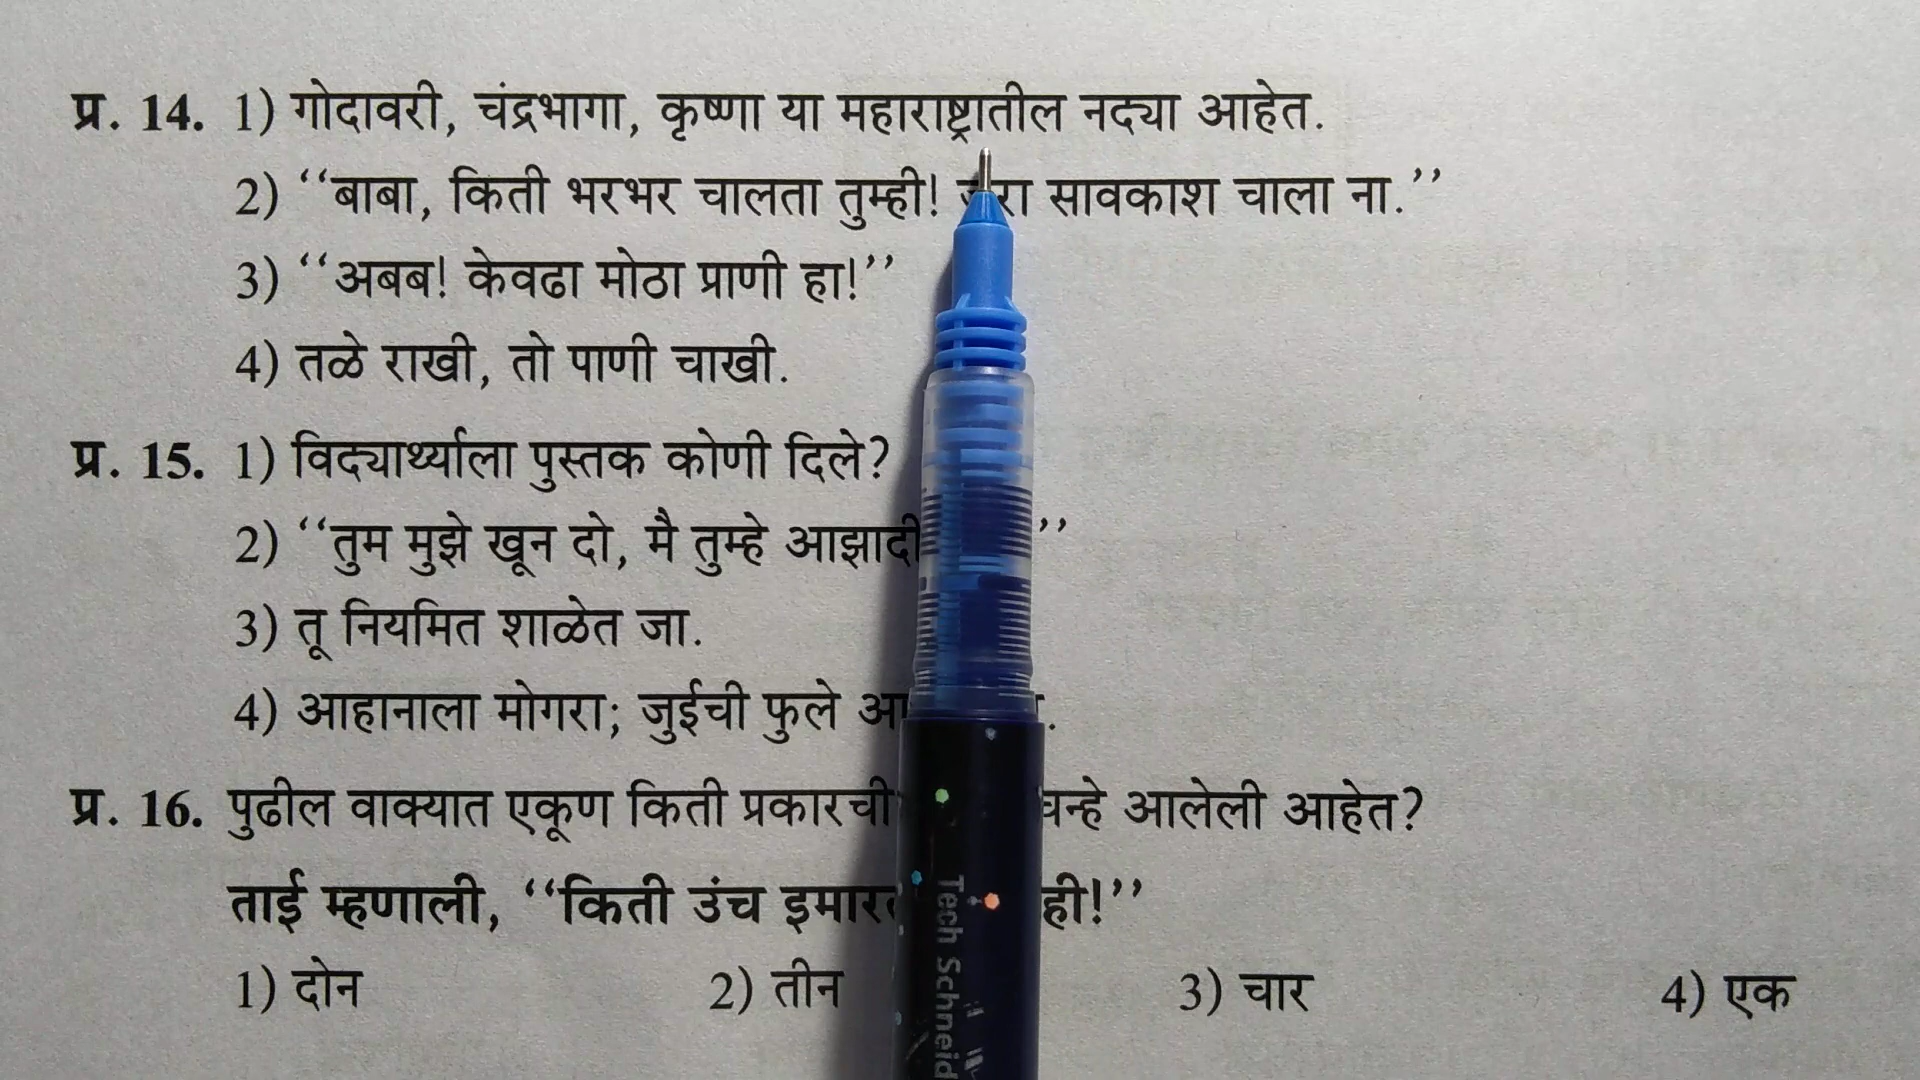 प्र. 14. 1) गोदावरी, चंद्रभागा, कृष्णा या महाराष्ट्रातील नद्या आहेत.
2) ‘‘बाबा, किती भरभर चालता तुम्ही! सावकाश चाला ना.’’
3) ‘‘अबब! केवढा मोठा प्राणी हा!’’
4) तळे राखी, तो पाणी चाखी.
प्र. 15. 1) विद्यार्थ्याला पुस्तक कोणी दिले?
2) ‘‘तुम मुझे खून दो, मै तुम्हे आझादी ’’
3) तू नियमित शाळेत जा.
4) आहानाला मोगरा; जुईची फुले .
प्र. 16. पुढील वाक्यात एकूण किती प्रकारची आलेली आहेत?
ताई म्हणाली, ‘‘किती उंच !’’
1) दोन 2) तीन 3) चार 4) एक
Tech Schneid